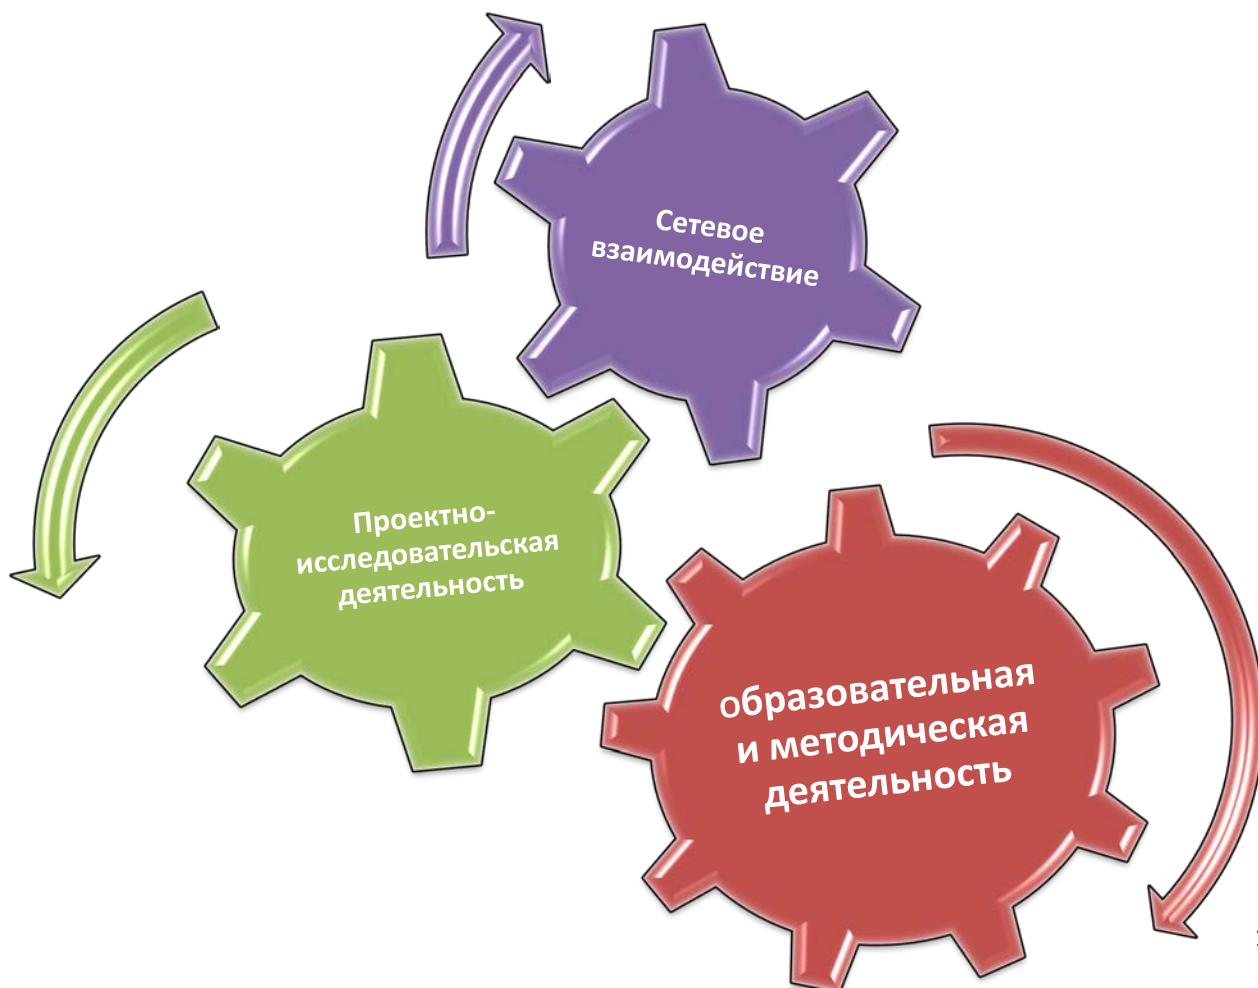 Сетевое
взаимодействие
Проектно-
исследовательская
деятельность
образовательная
и методическая
деятельность